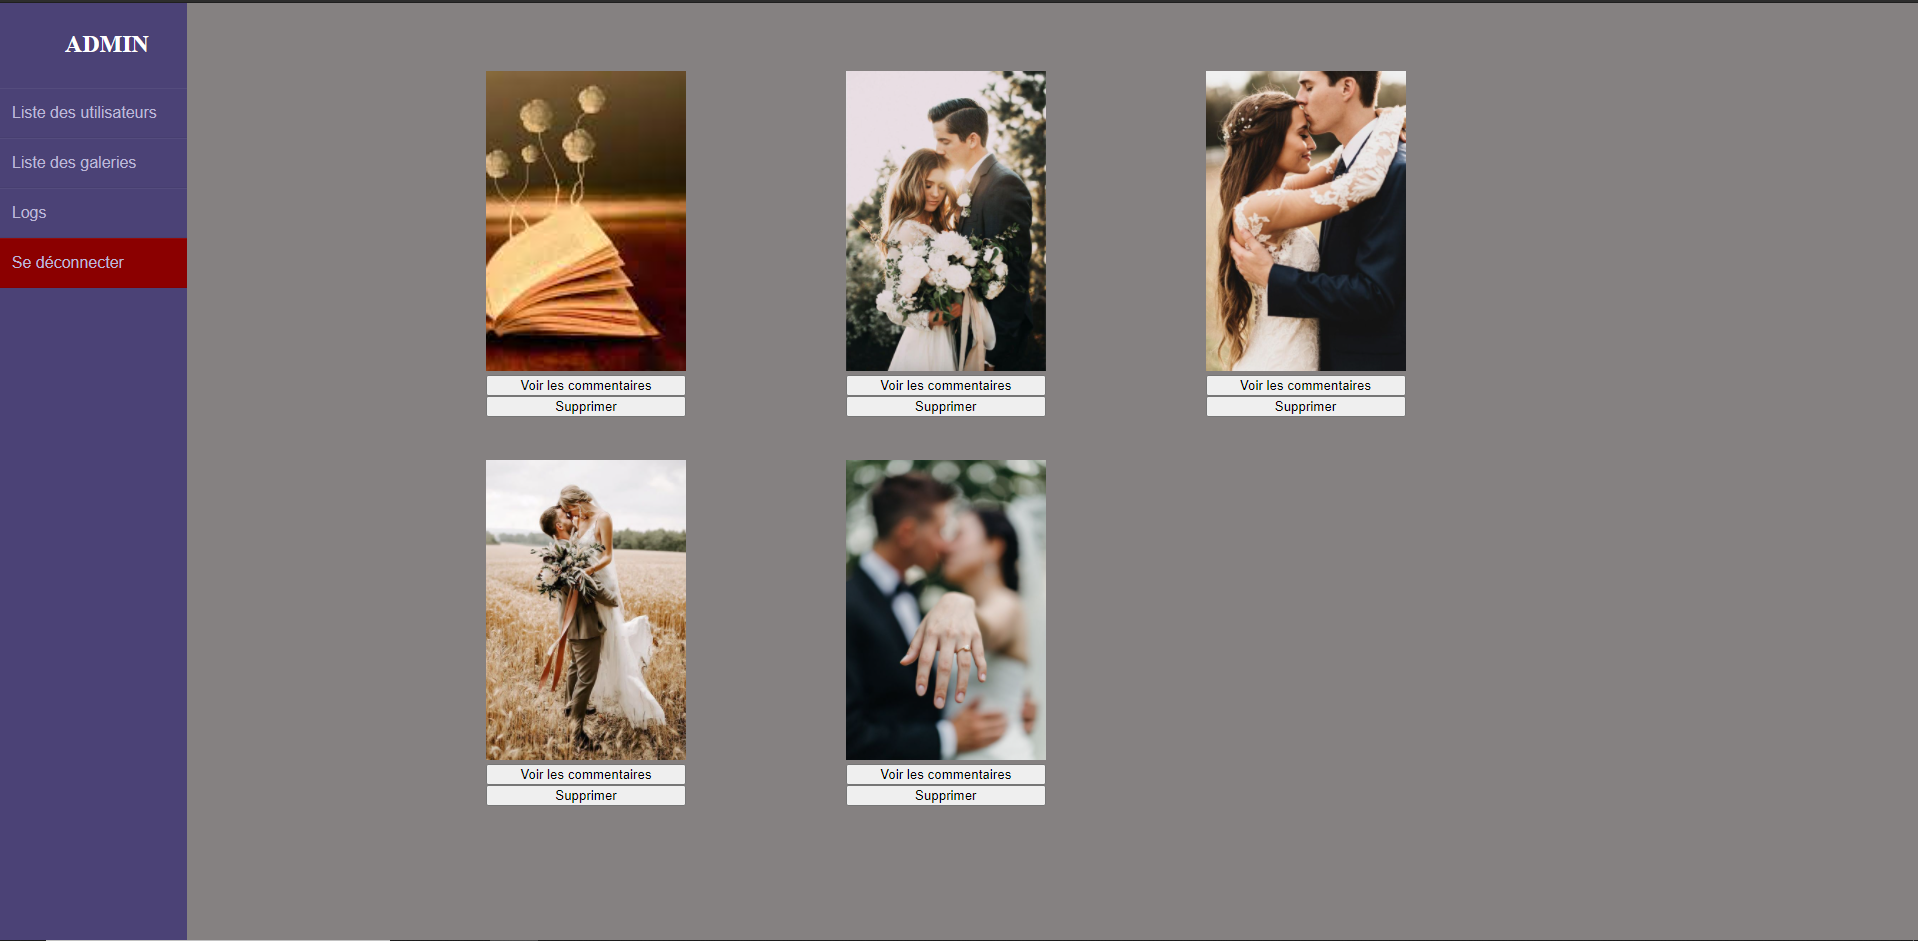 ADMIN
Liste des utilisateurs
Liste des galeries
Logs
Se déconnecter
Voir les commentaires
Supprimer
Voir les commentaires
Supprimer
Voir les commentaires
Supprimer
Voir les commentaires
Supprimer
Voir les commentaires
Supprimer